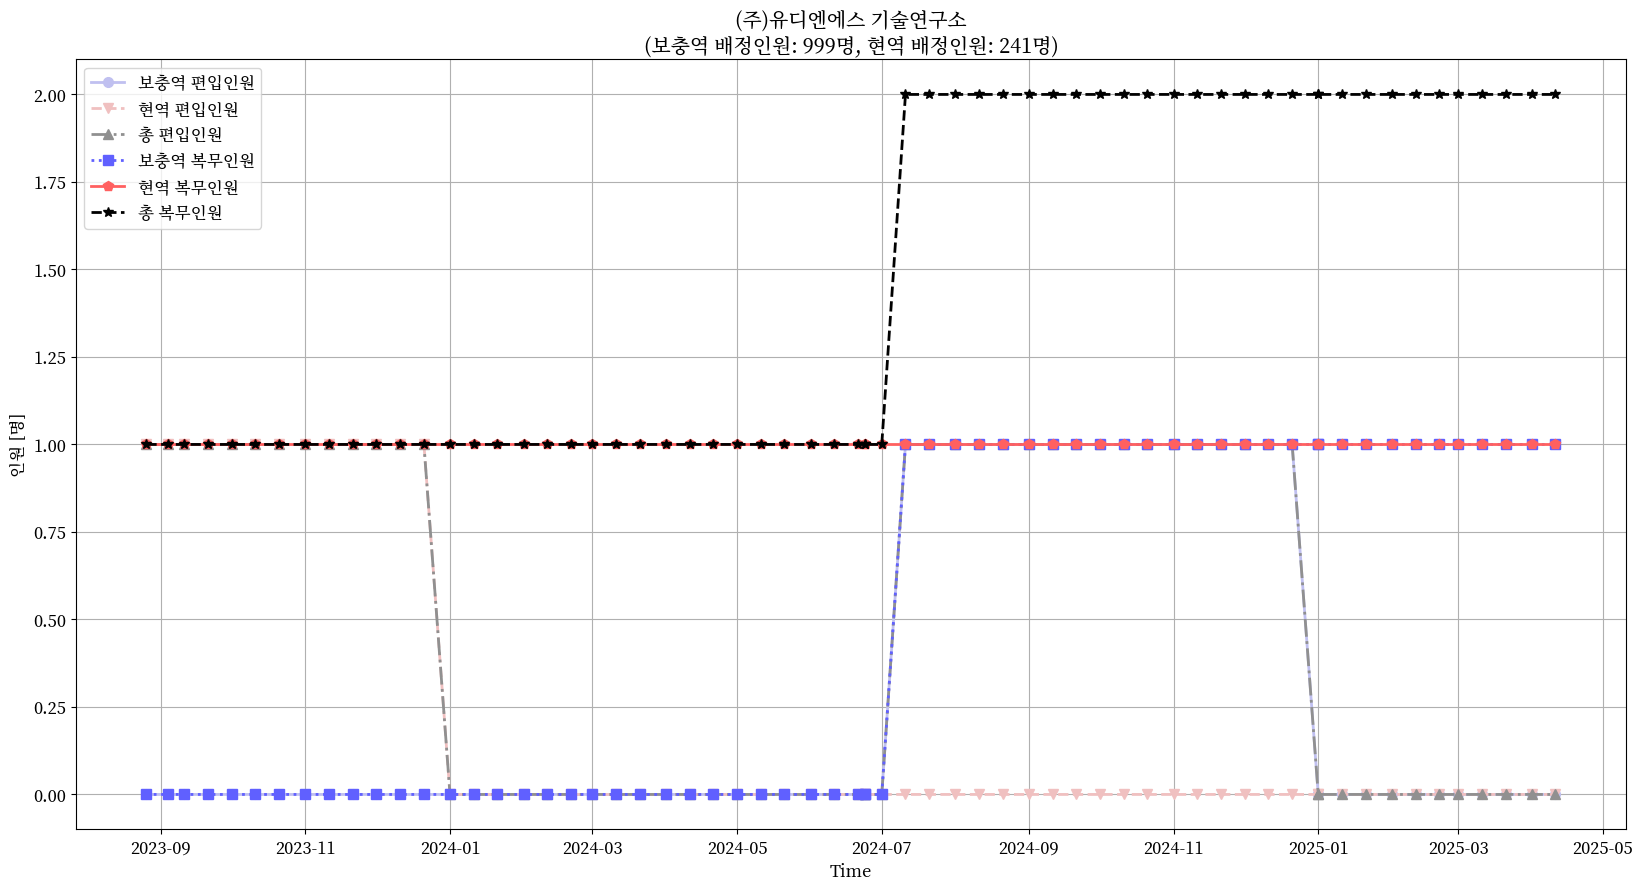 (주)유디엔에스 기술연구소
(보충역 배정인원: 999명, 현역 배정인원: 241명)
보충역 편입인원
현역 편입인원
총 편입인원
보충역 복무인원
현역 복무인원
총 복무인원
인원 [명]
2.00
1.75
1.50
1.25
1.00
0.75
0.50
0.25
0.00
2023-09 2023-11 2024-01 2024-03 2024-05 2024-07 2024-09 2024-11 2025-01 2025-03 2025-05
Time